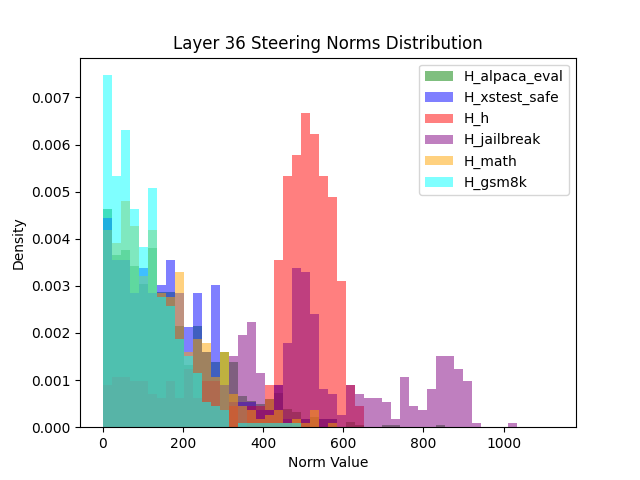 Layer 36 Steering Norms Distribution
H_alpaca_eval
H_xstest_safe
H_h
H_jailbreak
H_math
H_gsm8k
Density
0.007
0.006
0.005
0.004
0.003
0.002
0.001
0.000
0 200 400 600 800 1000
Norm Value